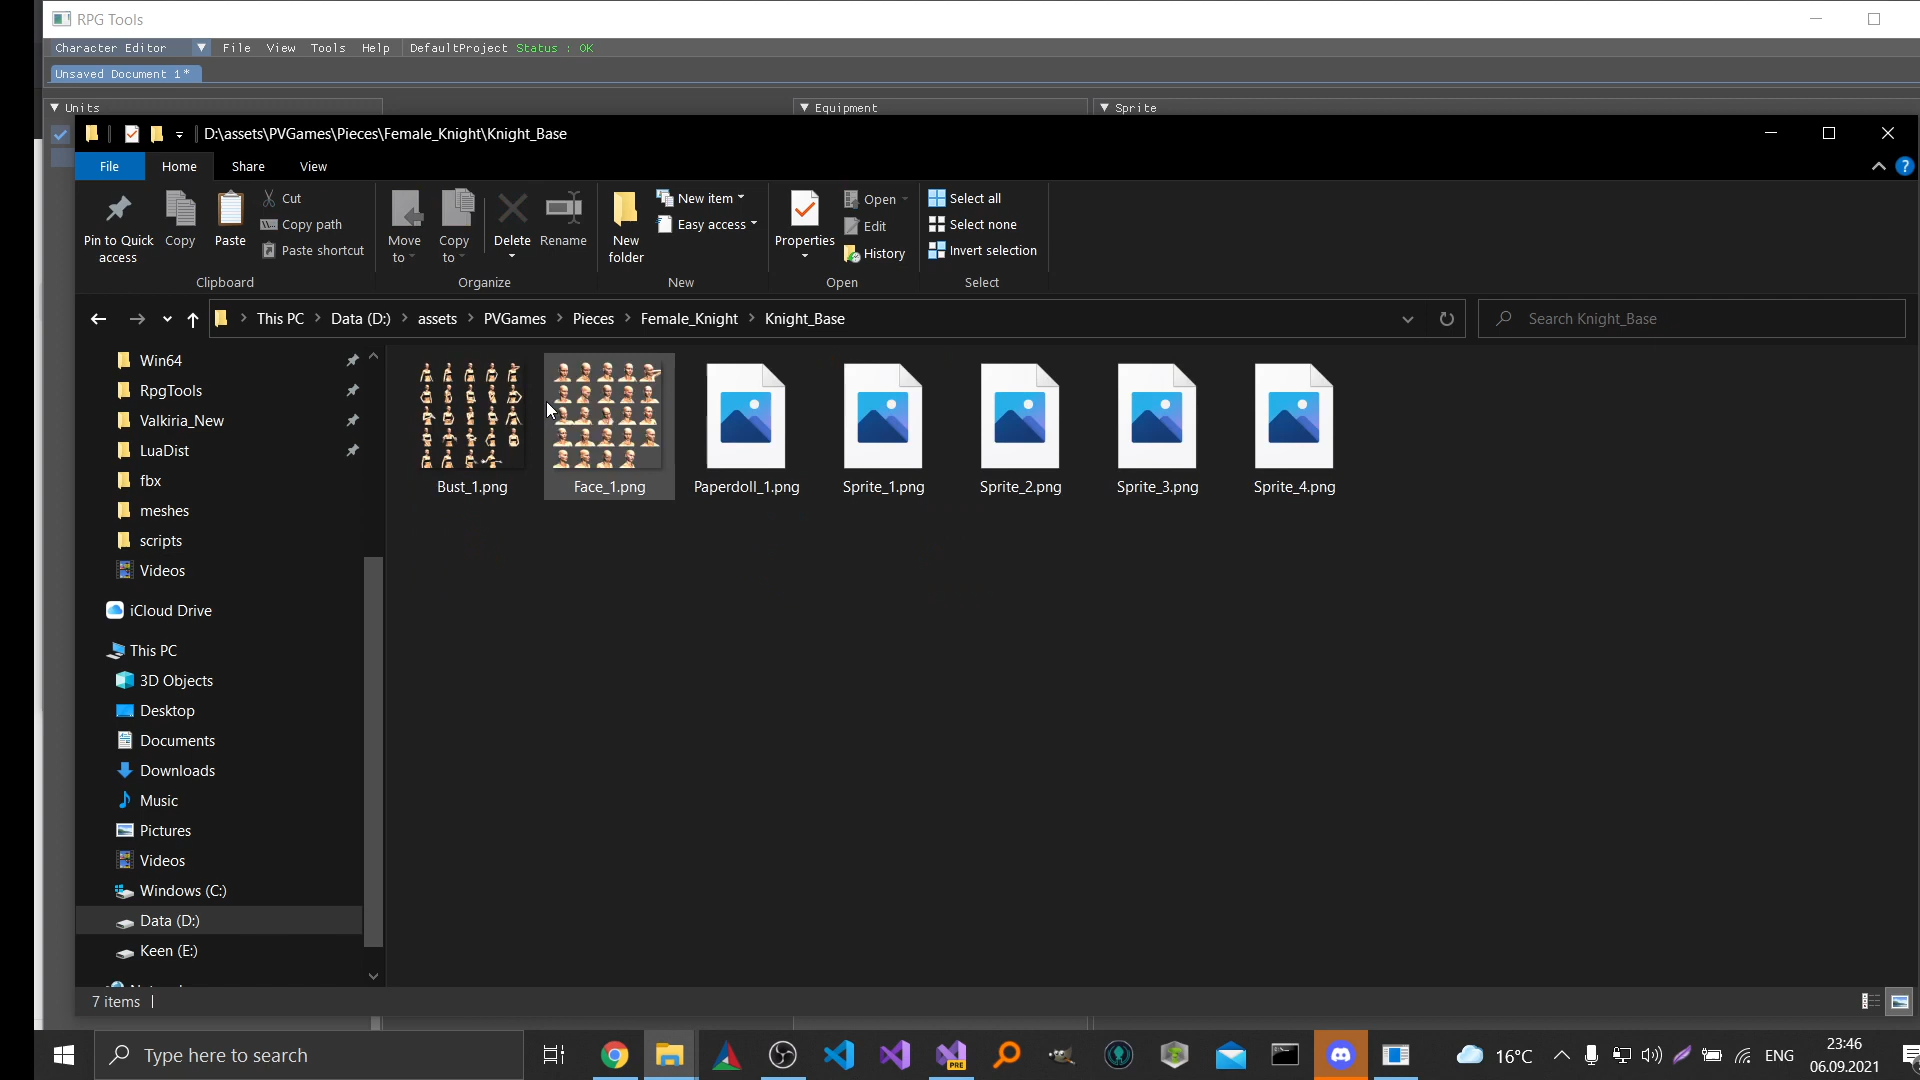 RPG Tools
Character Editor File View Tools Help DefaultProject Status : OK
Unsaved Document 1*
Units Equipment Sprite
D:\assets\PVGames\Pieces\Female_Knight\Knight_Base
File Home Share View
Pin to Quick access
Copy
Paste
Cut
Copy path
Paste shortcut
Clipboard
Move to
Copy to
Delete
Rename
Organize
New folder
New item
Easy access
New
Properties
Open
Edit
History
Open
Select all
Select none
Invert selection
Select
This PC Data (D:) assets PVGames Pieces Female_Knight Knight_Base
Search Knight_Base
Win64
RpgTools
Valkiria_New
LuaDist
fbx
meshes
scripts
Videos
iCloud Drive
This PC
3D Objects
Desktop
Documents
Downloads
Music
Pictures
Videos
Windows (C:)
Data (D:)
Keen (E:)
Bust_1.png Face_1.png Paperdoll_1.png Sprite_1.png Sprite_2.png Sprite_3.png Sprite_4.png
7 items
Type here to search
PRE
16°C
ENG
23:46
06.09.2021